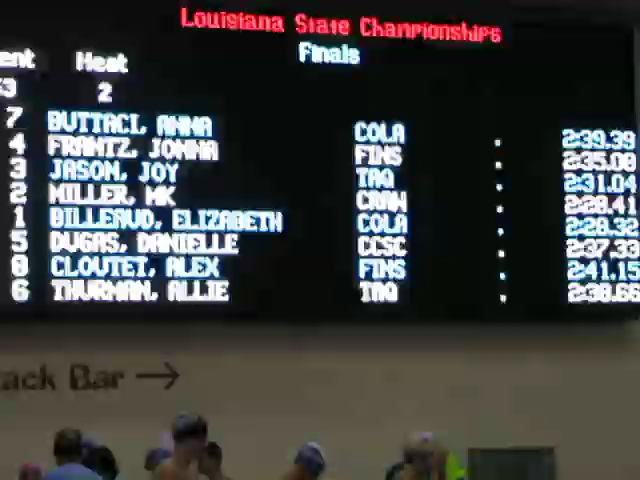 Louisiana State Championships
Finals
ent Heat
53 2
7 BUTTACI, ANNA COLA 2:39.39
4 FRANTZ, JONNA FINS 2:35.08
3 JASON, JOY TAQ 2:31.04
2 MILLER, MK CRAW 2:28.41
1 BILLEAUD, ELIZABETH COLA 2:28.32
5 DUGAS, DANIELLE CCSC 2:37.33
8 CLOUTET, ALEX FINS 2:41.15
6 THURMAN, ALLIE TAQ 2:38.66
ack Bar →